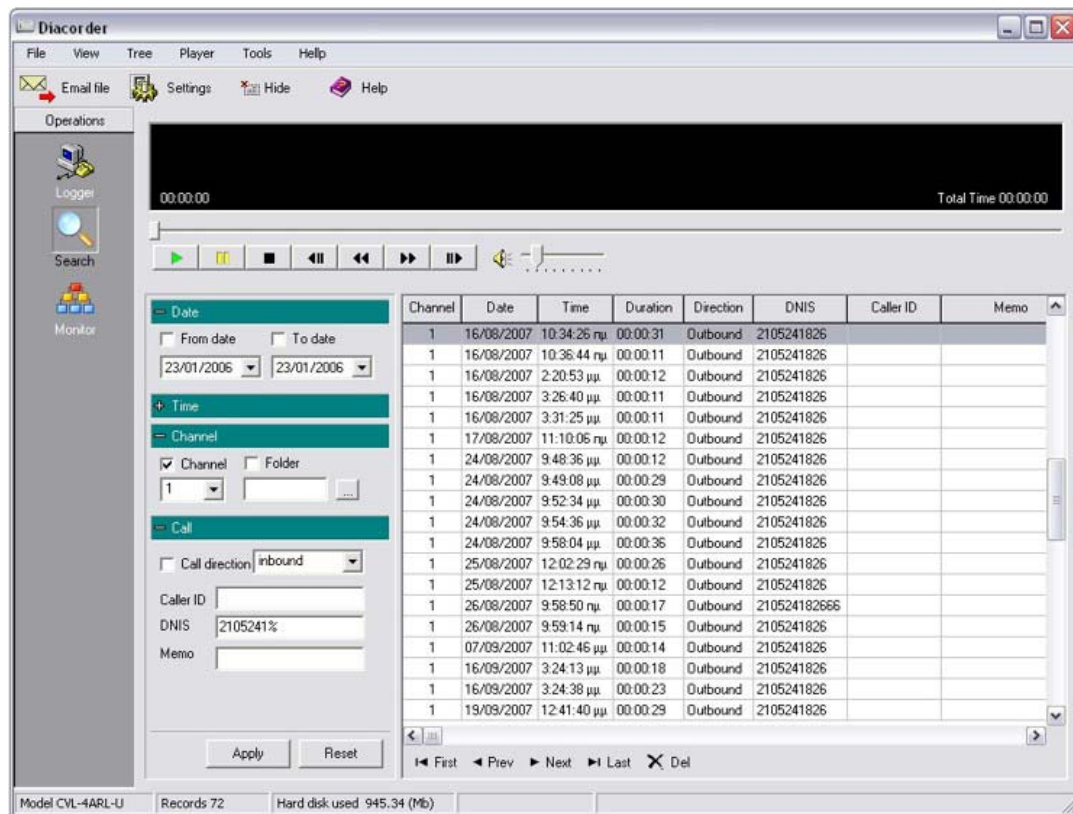 Diacorder
File View Tree Player Tools Hellp
Email file Settings Hide Help
Operations
Logger
Search
Monitor
00:00:00 Total Time 00:00:00
Date
From date To date
23/01/2006 23/01/2006
Time
Channel
Channel Folder
1 ...
Call
Call direction inbound
Caller ID
DNIS 2105241%
Memo
Apply Reset
Channel Date Time Duration Direction DNIS Caller ID Memo
1 16/08/2007 10:34:26 πμ 00:00:31 Outbound 2105241826
1 16/08/2007 10:36:44 πμ 00:00:11 Outbound 2105241826
1 16/08/2007 2:20:53 μμ 00:00:12 Outbound 2105241826
1 16/08/2007 3:26:40 μμ 00:00:11 Outbound 2105241826
1 16/08/2007 3:31:25 μμ 00:00:11 Outbound 2105241826
1 17/08/2007 11:10:06 πμ 00:00:12 Outbound 2105241826
1 24/08/2007 9:48:36 μμ 00:00:12 Outbound 2105241826
1 24/08/2007 9:49:08 μμ 00:00:29 Outbound 2105241826
1 24/08/2007 9:52:34 μμ 00:00:30 Outbound 2105241826
1 24/08/2007 9:54:36 μμ 00:00:32 Outbound 2105241826
1 24/08/2007 9:58:04 μμ 00:00:36 Outbound 2105241826
1 25/08/2007 12:02:29 πμ 00:00:26 Outbound 2105241826
1 25/08/2007 12:13:12 πμ 00:00:12 Outbound 2105241826
1 26/08/2007 9:58:50 πμ 00:00:17 Outbound 210524182666
1 26/08/2007 9:59:14 πμ 00:00:15 Outbound 2105241826
1 07/09/2007 11:02:46 μμ 00:00:14 Outbound 2105241826
1 16/09/2007 3:24:13 μμ 00:00:18 Outbound 2105241826
1 16/09/2007 3:24:38 μμ 00:00:23 Outbound 2105241826
1 19/09/2007 12:41:40 μμ 00:00:29 Outbound 2105241826
First Prev Next Last Del
Model CVL-4ARL-U Records 72 Hard disk used 945.34 (Mb)